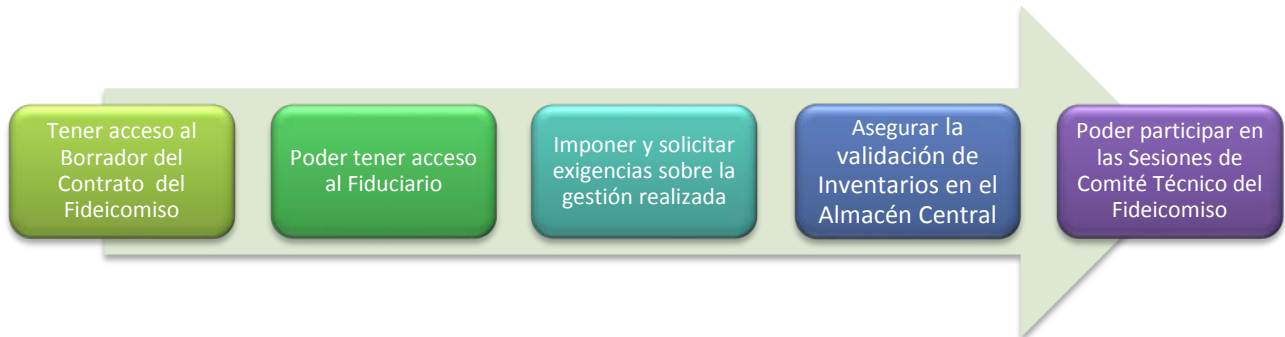 Tener acceso al
Borrador del
Contrato del
Fideicomiso
Poder tener acceso
al Fiduciario
Imponer y solicitar
exigencias sobre la
gestión realizada
Asegurar la
validación de
Inventarios en el
Almacén Central
Poder participar en
las Sesiones de
Comité Técnico del
Fideicomiso